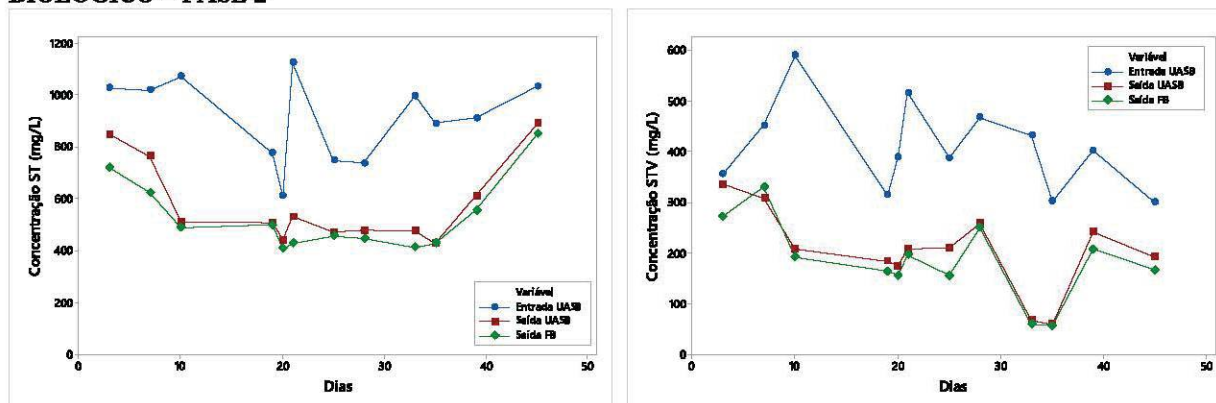 BIOLÓGICO – FASE 2
1200
1000
800
600
400
200
0
Concentração ST (mg/L)
Variável
Entrada UASB
Saída UASB
Saída FB
0 10 20 30 40 50
Dias
600
500
400
300
200
100
0
Concentração STV (mg/L)
Variável
Entrada UASB
Saída UASB
Saída FB
0 10 20 30 40 50
Dias